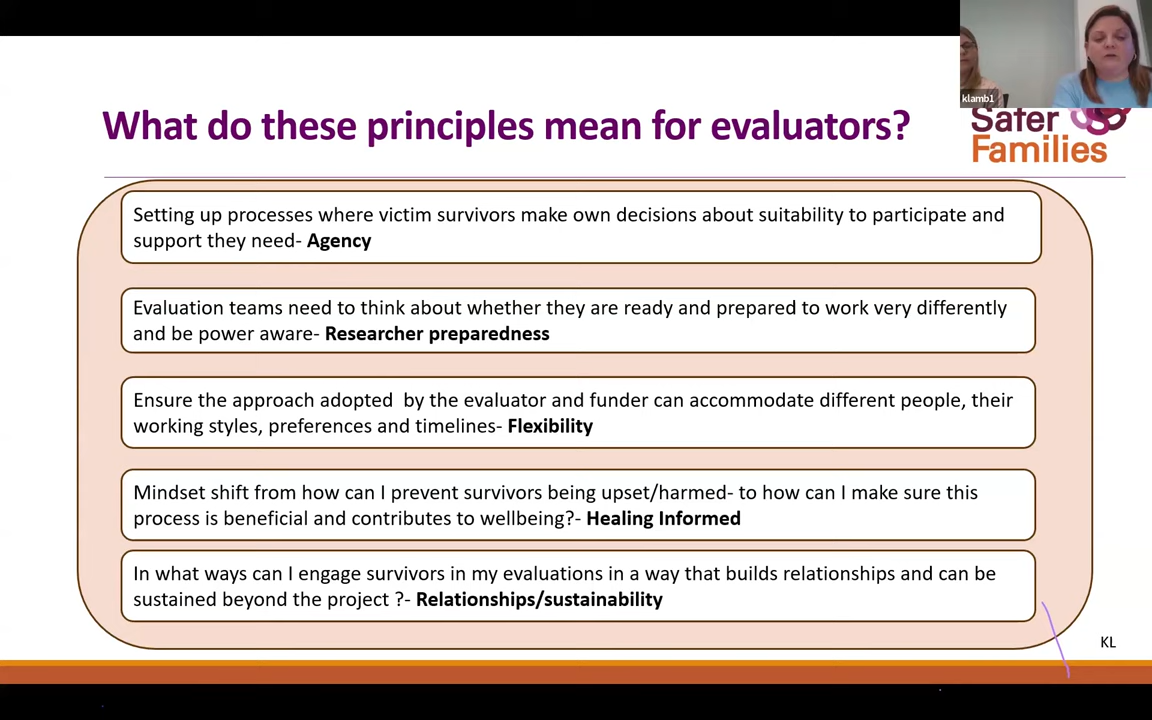 klamb1
What do these principles mean for evaluators?
Safer
Families
Setting up processes where victim survivors make own decisions about suitability to participate and
support they need- Agency
Evaluation teams need to think about whether they are ready and prepared to work very differently
and be power aware- Researcher preparedness
Ensure the approach adopted  by the evaluator and funder can accommodate different people, their
working styles, preferences and timelines- Flexibility
Mindset shift from how can I prevent survivors being upset/harmed- to how can I make sure this
process is beneficial and contributes to wellbeing?- Healing Informed
In what ways can I engage survivors in my evaluations in a way that builds relationships and can be
sustained beyond the project ?- Relationships/sustainability
KL